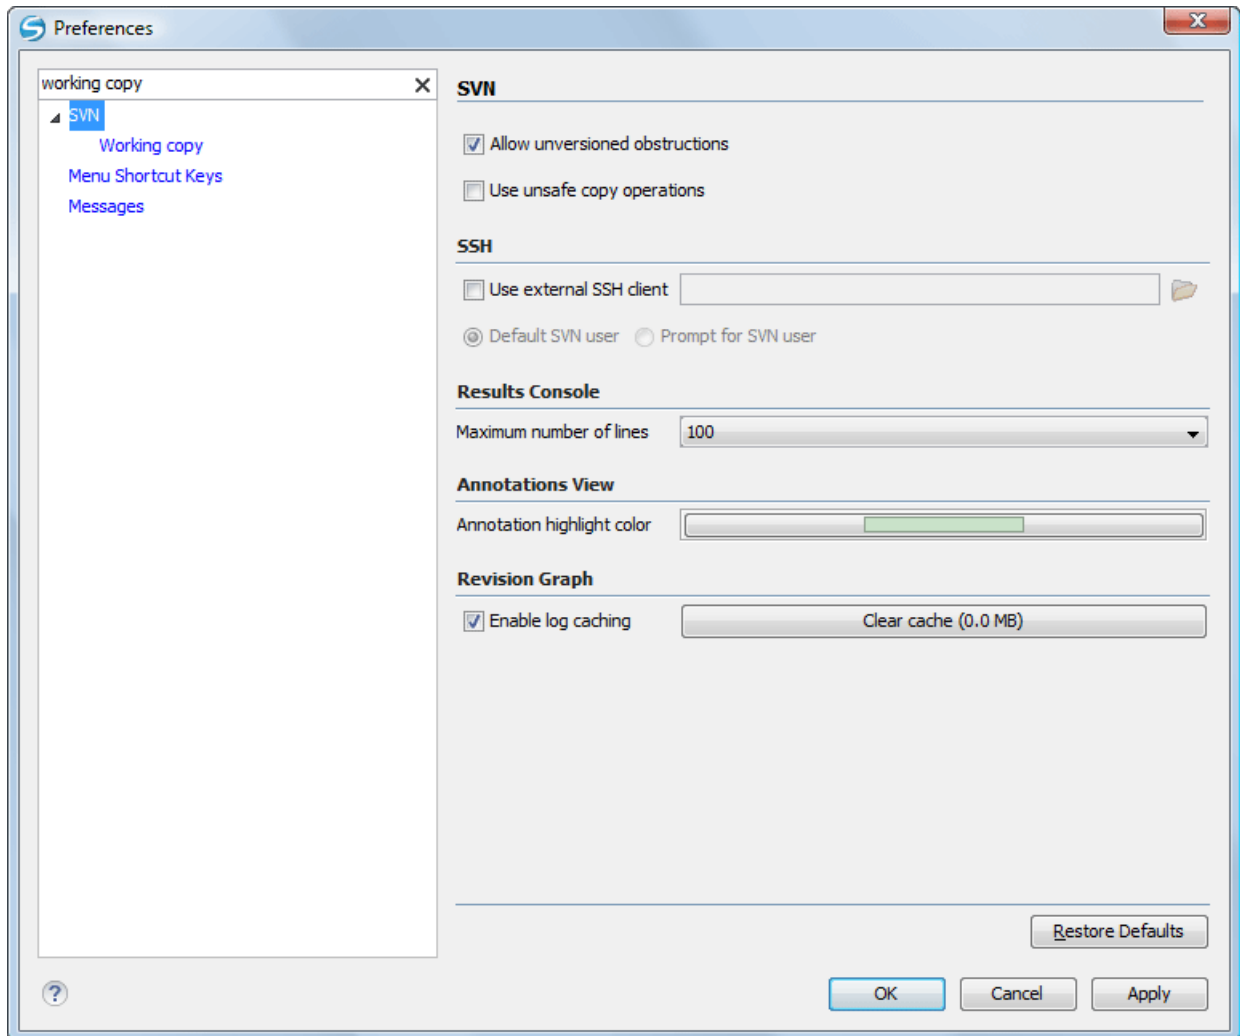 Preferences
working copy
SVN
Working copy
Menu Shortcut Keys
Messages
SVN
Allow unversioned obstructions
Use unsafe copy operations
SSH
Use external SSH client
Default SVN user Prompt for SVN user
Results Console
Maximum number of lines 100
Annotations View
Annotation highlight color
Revision Graph
Enable log caching Clear cache (0.0 MB)
Restore Defaults
? OK Cancel Apply